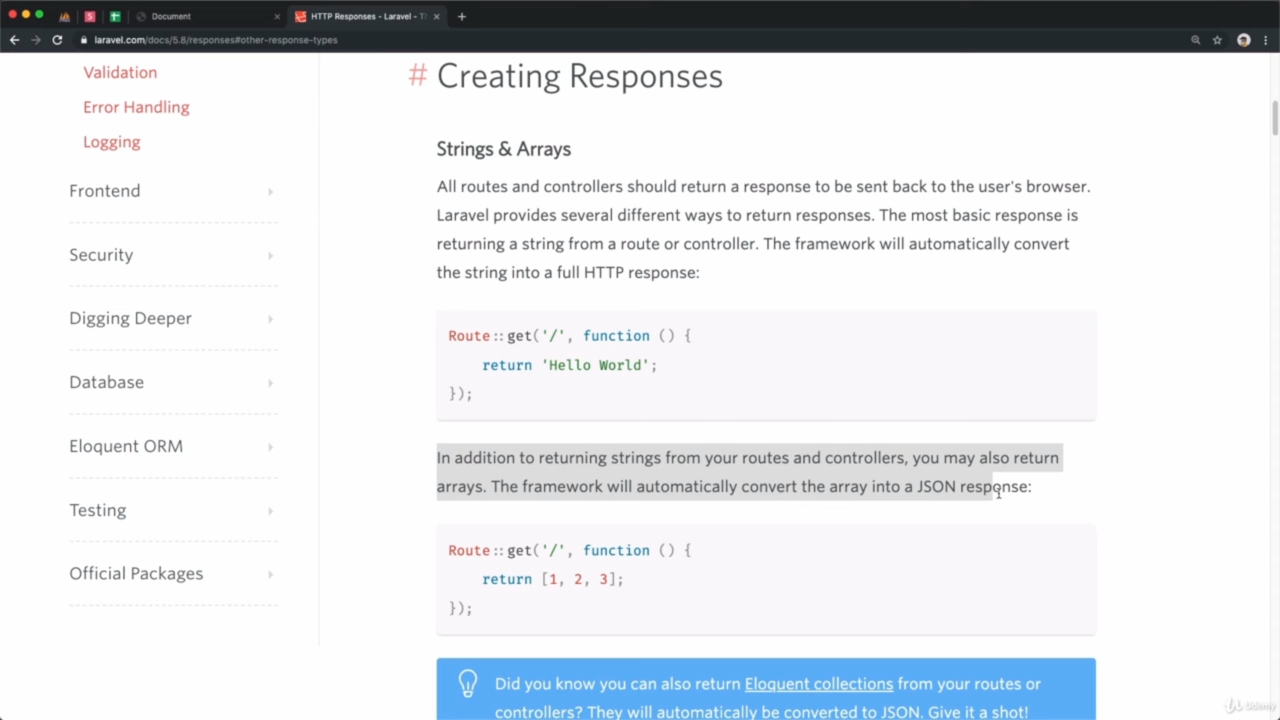 Document
HTTP Responses - Laravel - Th
laravel.com/docs/5.8/responses#other-response-types
Validation
Error Handling
Logging
Frontend
Security
Digging Deeper
Database
Eloquent ORM
Testing
Official Packages
# Creating Responses
Strings & Arrays
All routes and controllers should return a response to be sent back to the user's browser.
Laravel provides several different ways to return responses. The most basic response is
returning a string from a route or controller. The framework will automatically convert
the string into a full HTTP response:
Route::get('/', function () {
return 'Hello World';
});
In addition to returning strings from your routes and controllers, you may also return
arrays. The framework will automatically convert the array into a JSON response:
Route::get('/', function () {
return [1, 2, 3];
});
Did you know you can also return Eloquent collections from your routes or
controllers? They will automatically be converted to JSON. Give it a shot!
Udemy